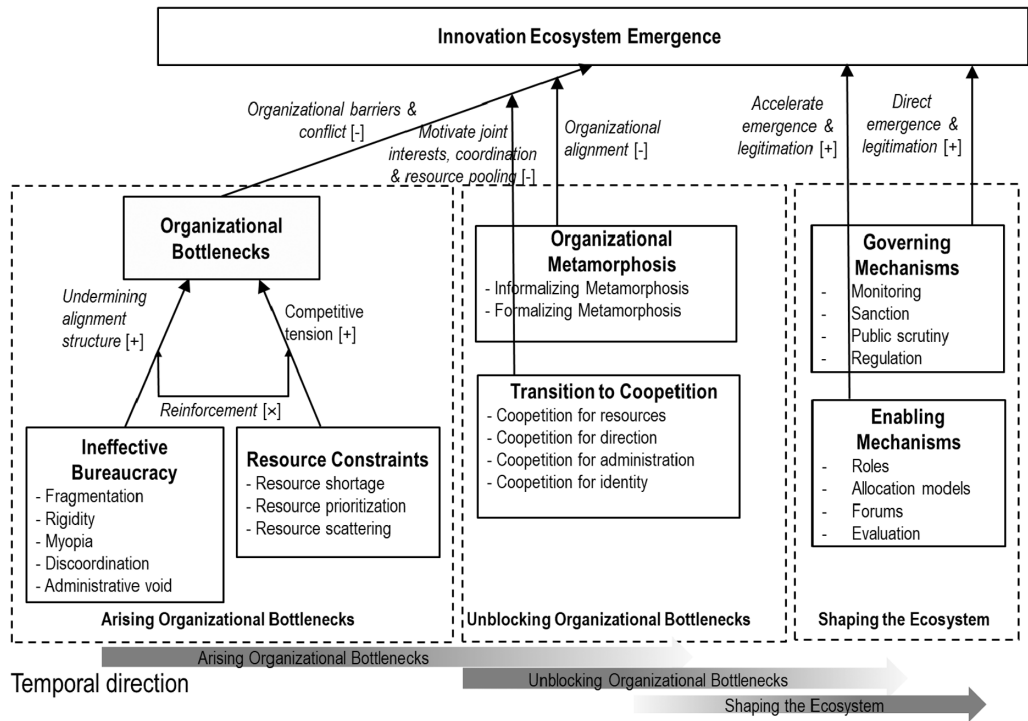 Innovation Ecosystem Emergence
Organizational barriers &
conflict [-]
Motivate joint
interests, coordination
& resource pooling [-]
Organizational
alignment [-]
Accelerate
emergence &
legitimation [+]
Direct
emergence &
legitimation [+]
Organizational
Bottlenecks
Undermining
alignment
structure [+]
Competitive
tension [+]
Reinforcement [×]
Ineffective
Bureaucracy
- Fragmentation
- Rigidity
- Myopia
- Discoordination
- Administrative void
Resource Constraints
- Resource shortage
- Resource prioritization
- Resource scattering
Arising Organizational Bottlenecks
Organizational
Metamorphosis
- Informalizing Metamorphosis
- Formalizing Metamorphosis
Transition to Coopetition
- Coopetition for resources
- Coopetition for direction
- Coopetition for administration
- Coopetition for identity
Unblocking Organizational Bottlenecks
Governing
Mechanisms
- Monitoring
- Sanction
- Public scrutiny
- Regulation
Enabling
Mechanisms
- Roles
- Allocation models
- Forums
- Evaluation
Shaping the Ecosystem
Temporal direction
Arising Organizational Bottlenecks
Unblocking Organizational Bottlenecks
Shaping the Ecosystem